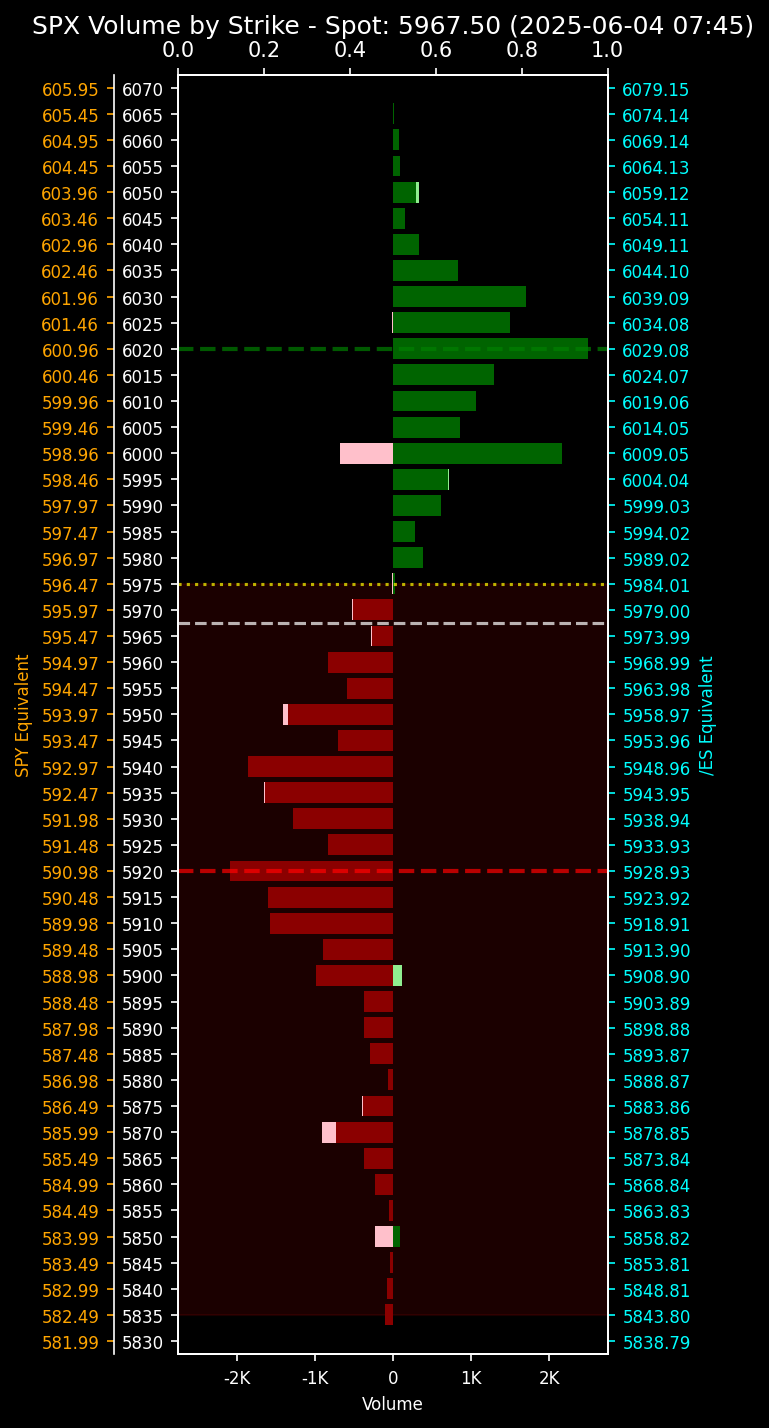 SPX Volume by Strike - Spot: 5967.50 (2025-06-04 07:45)
0.0 0.2 0.4 0.6 0.8 1.0
605.95 6070 6079.15
605.45 6065 6074.14
604.95 6060 6069.14
604.45 6055 6064.13
603.96 6050 6059.12
603.46 6045 6054.11
602.96 6040 6049.11
602.46 6035 6044.10
601.96 6030 6039.09
601.46 6025 6034.08
600.96 6020 6029.08
600.46 6015 6024.07
599.96 6010 6019.06
599.46 6005 6014.05
598.96 6000 6009.05
598.46 5995 6004.04
597.97 5990 5999.03
597.47 5985 5994.02
596.97 5980 5989.02
596.47 5975 5984.01
595.97 5970 5979.00
595.47 5965 5973.99
594.97 5960 5968.99
594.47 5955 5963.98
593.97 5950 5958.97
593.47 5945 5953.96
592.97 5940 5948.96
592.47 5935 5943.95
591.98 5930 5938.94
591.48 5925 5933.93
590.98 5920 5928.93
590.48 5915 5923.92
589.98 5910 5918.91
589.48 5905 5913.90
588.98 5900 5908.90
588.48 5895 5903.89
587.98 5890 5898.88
587.48 5885 5893.87
586.98 5880 5888.87
586.49 5875 5883.86
585.99 5870 5878.85
585.49 5865 5873.84
584.99 5860 5868.84
584.49 5855 5863.83
583.99 5850 5858.82
583.49 5845 5853.81
582.99 5840 5848.81
582.49 5835 5843.80
581.99 5830 5838.79
SPY Equivalent
/ES Equivalent
-2K -1K 0 1K 2K
Volume